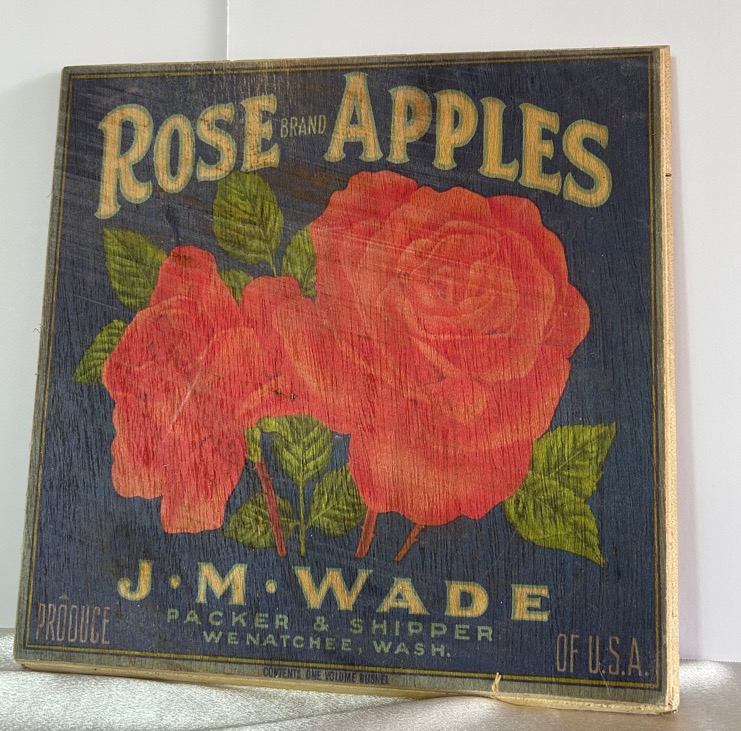 ROSE BRAND APPLES
J·M·WADE
PACKER & SHIPPER
WENATCHEE, WASH.
PRODUCE OF U.S.A.
CONTENTS ONE VOLUME BUSHEL